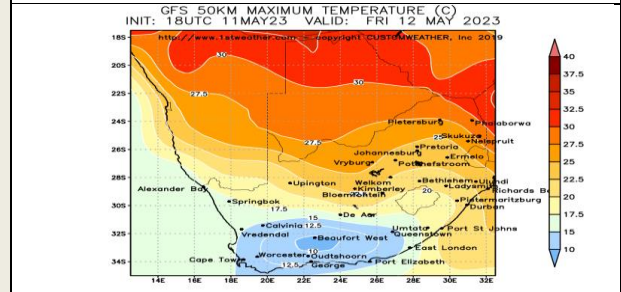 GFS 50KM MAXIMUM TEMPERATURE (C)
INIT: 18UTC 11MAY23 VALID: FRI 12 MAY 2023
http://www.1stweather.com © copyright CUSTOMWEATHER, Inc 2019
18S
30
40
37.5
20S
30
35
27.5
32.5
22S
30
24S
Pietersburg
Phalaborwa
25
Skukuza
27.5
27.5
Nelspruit
26S
Pretoria
Johannesburg
Ermelo
25
Vryburg
Potchefstroom
22.5
28S
Welkom
Bethlehem
Ulundi
Alexander Bay
Upington
Kimberley
20
Ladysmith
Richards B
20
Bloemfontein
Springbok
Pietermaritzburg
30S
17.5
Durban
17.5
15
De Aar
15
Calvinia
12.5
Umtata
Port St Johns
32S
Vredendal
Beaufort West
Queenstown
12.5
10
East London
10
Cape Town
Worcester
Oudtshoorn
34S
12.5
George
Port Elizabeth
14E 16E 18E 20E 22E 24E 26E 28E 30E 32E